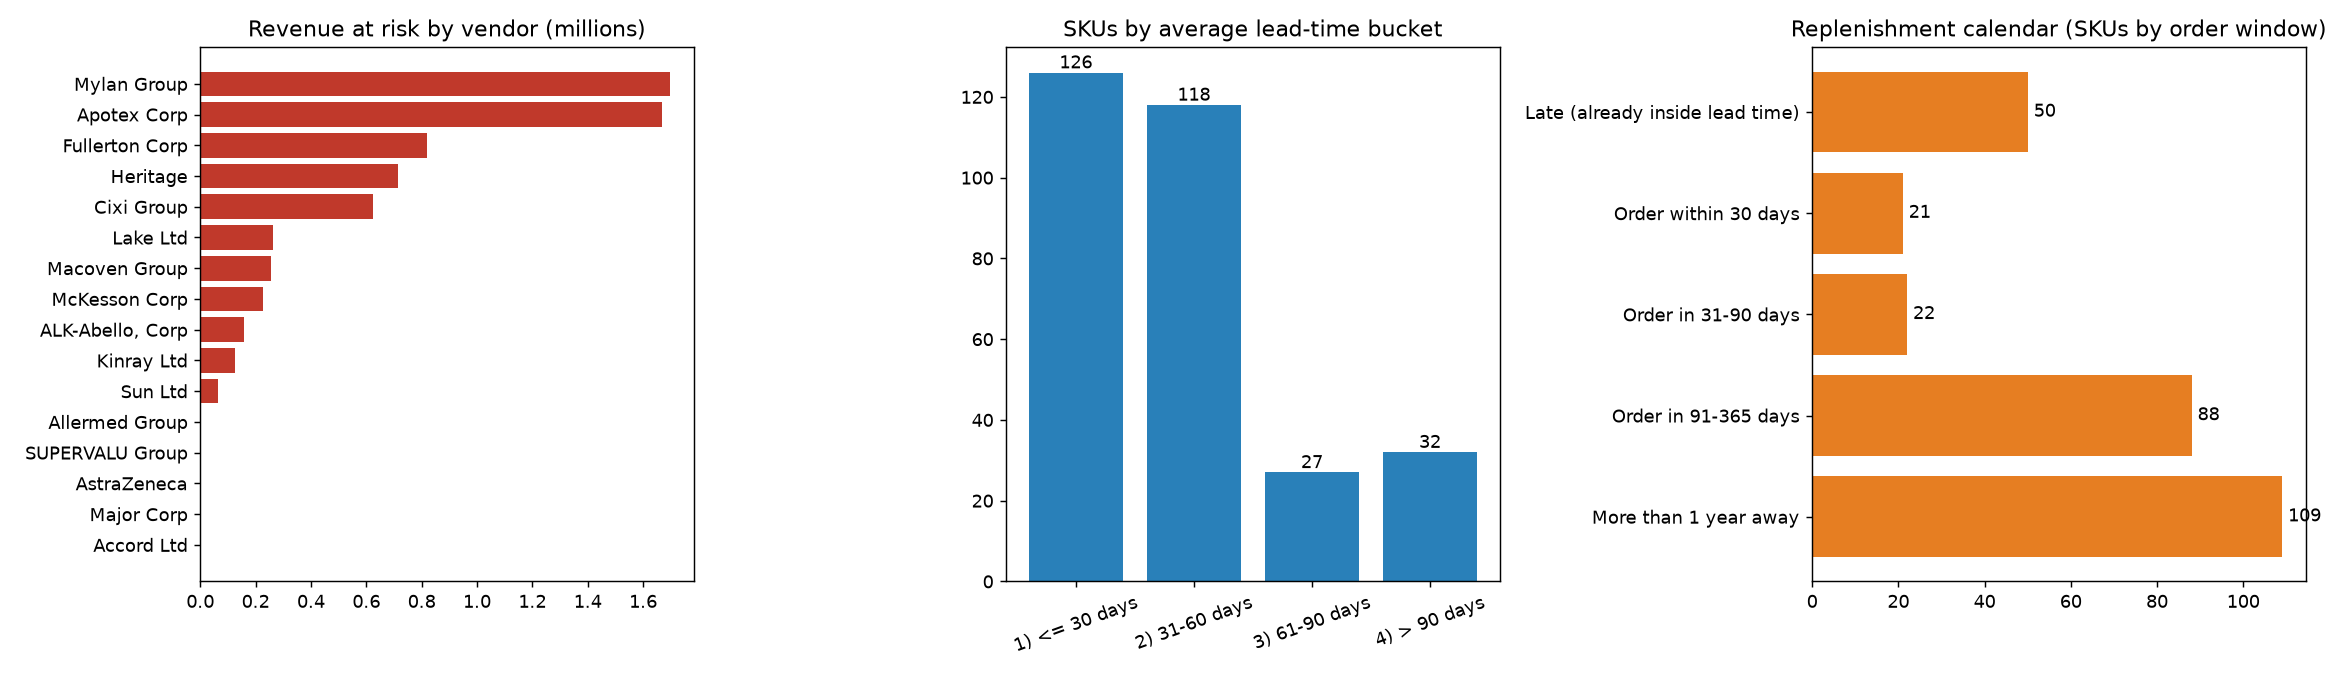 Revenue at risk by vendor (millions)
Mylan Group
Apotex Corp
Fullerton Corp
Heritage
Cixi Group
Lake Ltd
Macoven Group
McKesson Corp
ALK-Abello, Corp
Kinray Ltd
Sun Ltd
Allermed Group
SUPERVALU Group
AstraZeneca
Major Corp
Accord Ltd
0.0 0.2 0.4 0.6 0.8 1.0 1.2 1.4 1.6
SKUs by average lead-time bucket
126
118
27
32
120
100
80
60
40
20
0
1) <= 30 days
2) 31-60 days
3) 61-90 days
4) > 90 days
Replenishment calendar (SKUs by order window)
Late (already inside lead time) 50
Order within 30 days 21
Order in 31-90 days 22
Order in 91-365 days 88
More than 1 year away 109
0 20 40 60 80 100